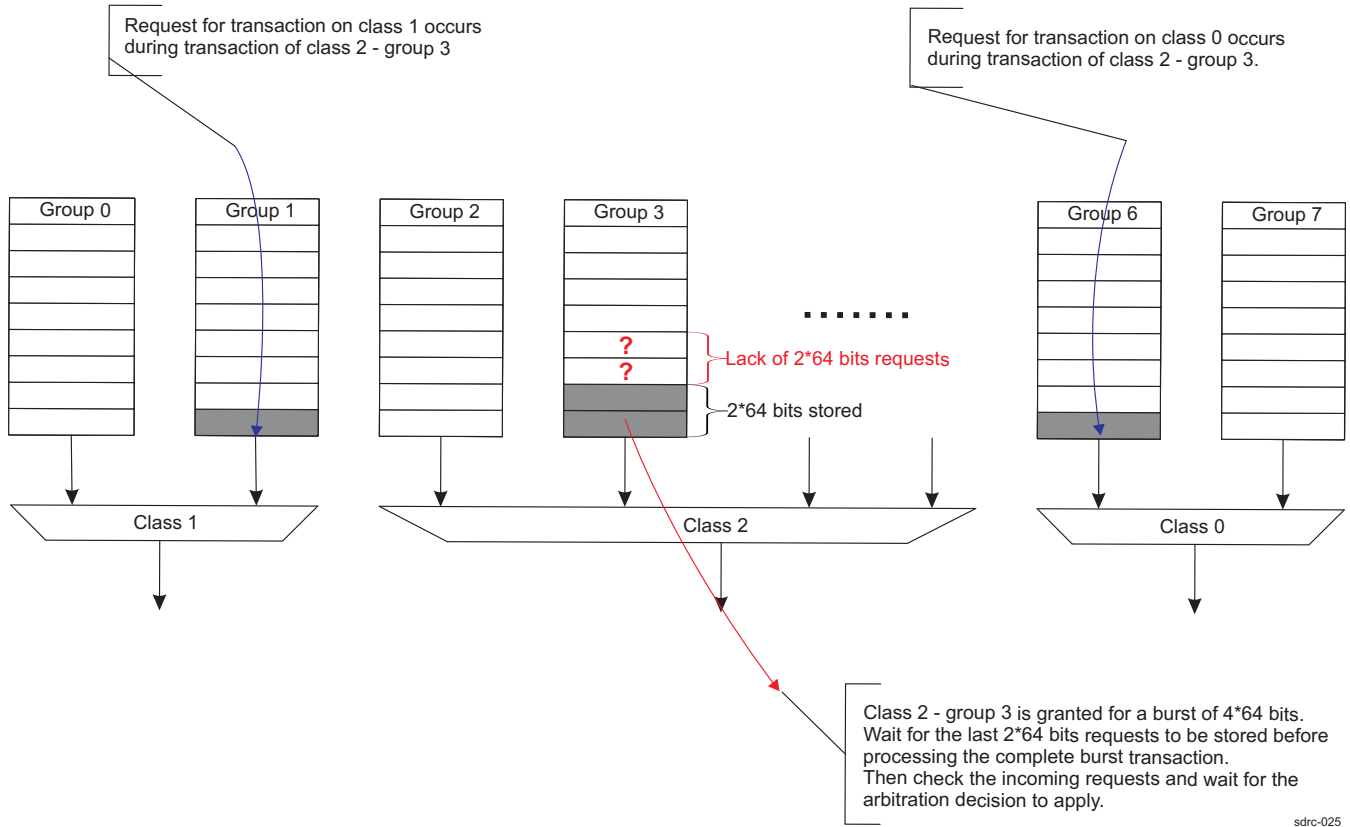 Request for transaction on class 1 occurs
during transaction of class 2 - group 3
Request for transaction on class 0 occurs
during transaction of class 2 - group 3.
Group 0
Group 1
Group 2
Group 3
Group 6
Group 7
?
?
Lack of 2*64 bits requests
2*64 bits stored
Class 1
Class 2
Class 0
Class 2 - group 3 is granted for a burst of 4*64 bits.
Wait for the last 2*64 bits requests to be stored before
processing the complete burst transaction.
Then check the incoming requests and wait for the
arbitration decision to apply.
sdrc-025